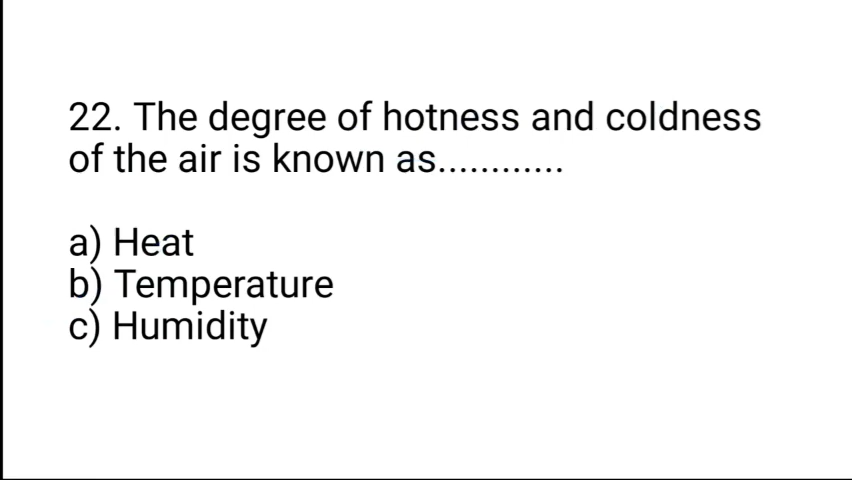 22. The degree of hotness and coldness
of the air is known as............
a) Heat
b) Temperature
c) Humidity